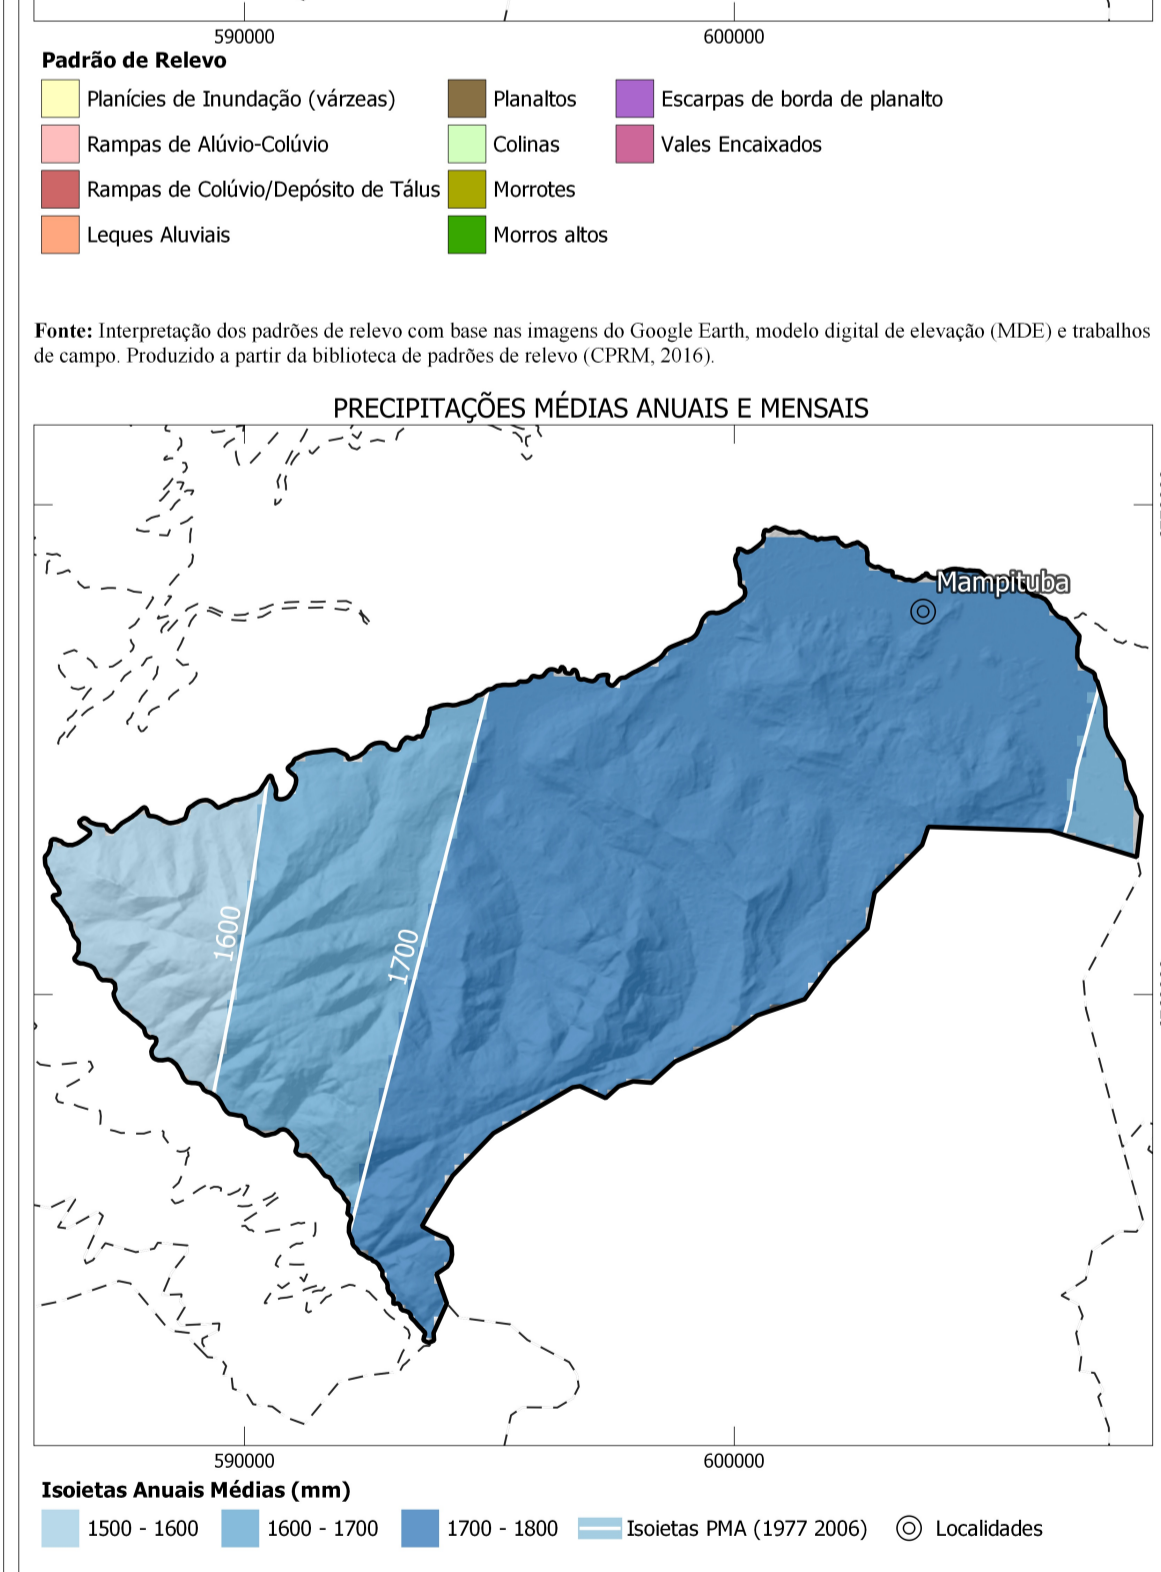 590000 600000
Padrão de Relevo
Planícies de Inundação (várzeas) Planaltos Escarpas de borda de planalto
Rampas de Alúvio-Colúvio Colinas Vales Encaixados
Rampas de Colúvio/Depósito de Tálus Morrotes
Leques Aluviais Morros altos
Fonte: Interpretação dos padrões de relevo com base nas imagens do Google Earth, modelo digital de elevação (MDE) e trabalhos
de campo. Produzido a partir da biblioteca de padrões de relevo (CPRM, 2016).
PRECIPITAÇÕES MÉDIAS ANUAIS E MENSAIS
Mampituba
1600
1700
590000 600000
Isoietas Anuais Médias (mm)
1500 - 1600 1600 - 1700 1700 - 1800 Isoietas PMA (1977 2006) Localidades